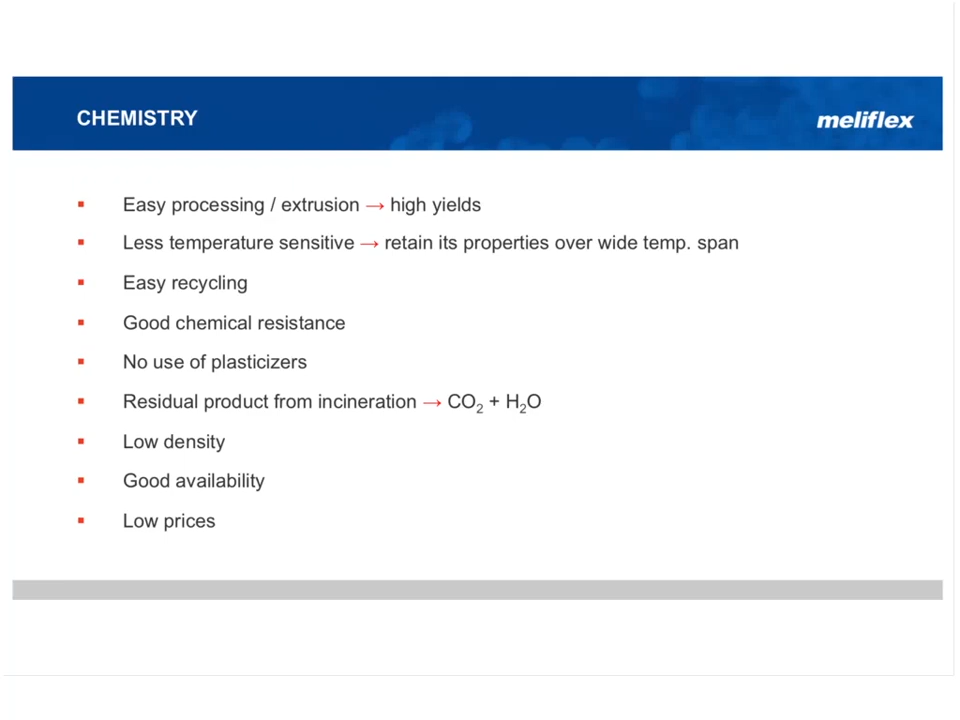 CHEMISTRY
meliflex
▪ Easy processing / extrusion → high yields
▪ Less temperature sensitive → retain its properties over wide temp. span
▪ Easy recycling
▪ Good chemical resistance
▪ No use of plasticizers
▪ Residual product from incineration → CO₂ + H₂O
▪ Low density
▪ Good availability
▪ Low prices